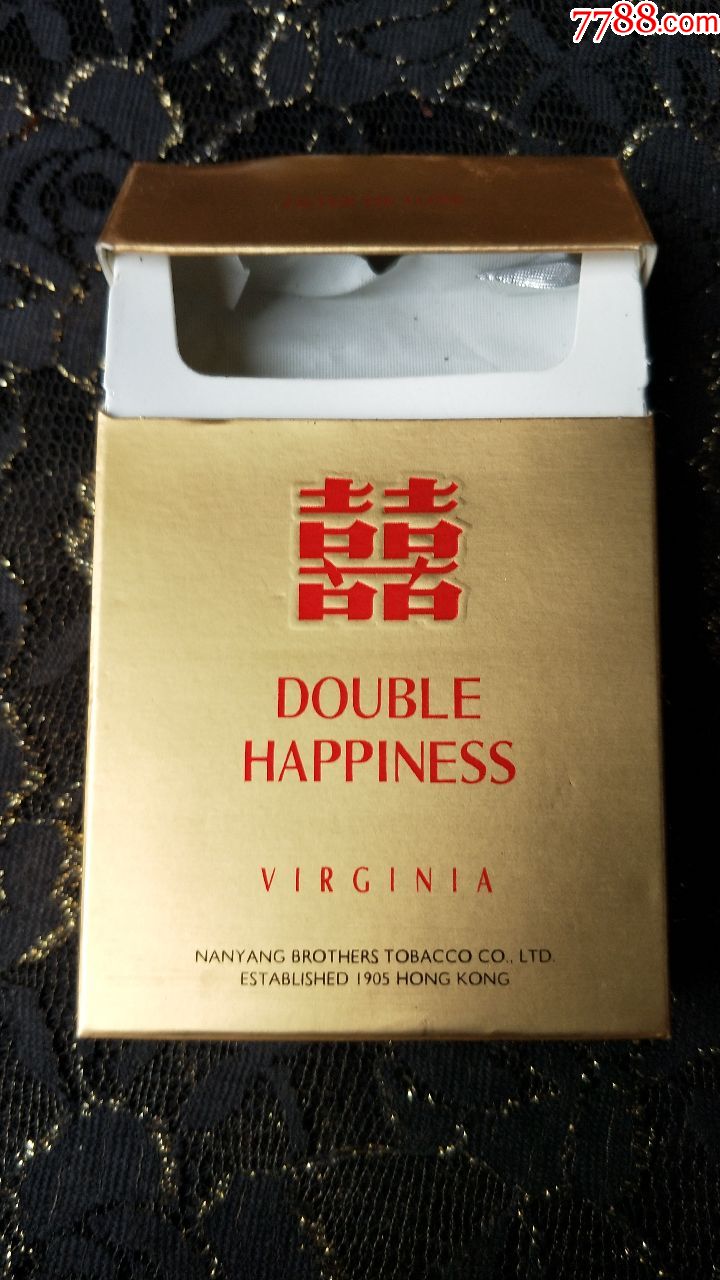 7788.com
囍
DOUBLE
HAPPINESS
VIRGINIA
NANYANG BROTHERS TOBACCO CO., LTD.
ESTABLISHED 1905 HONG KONG